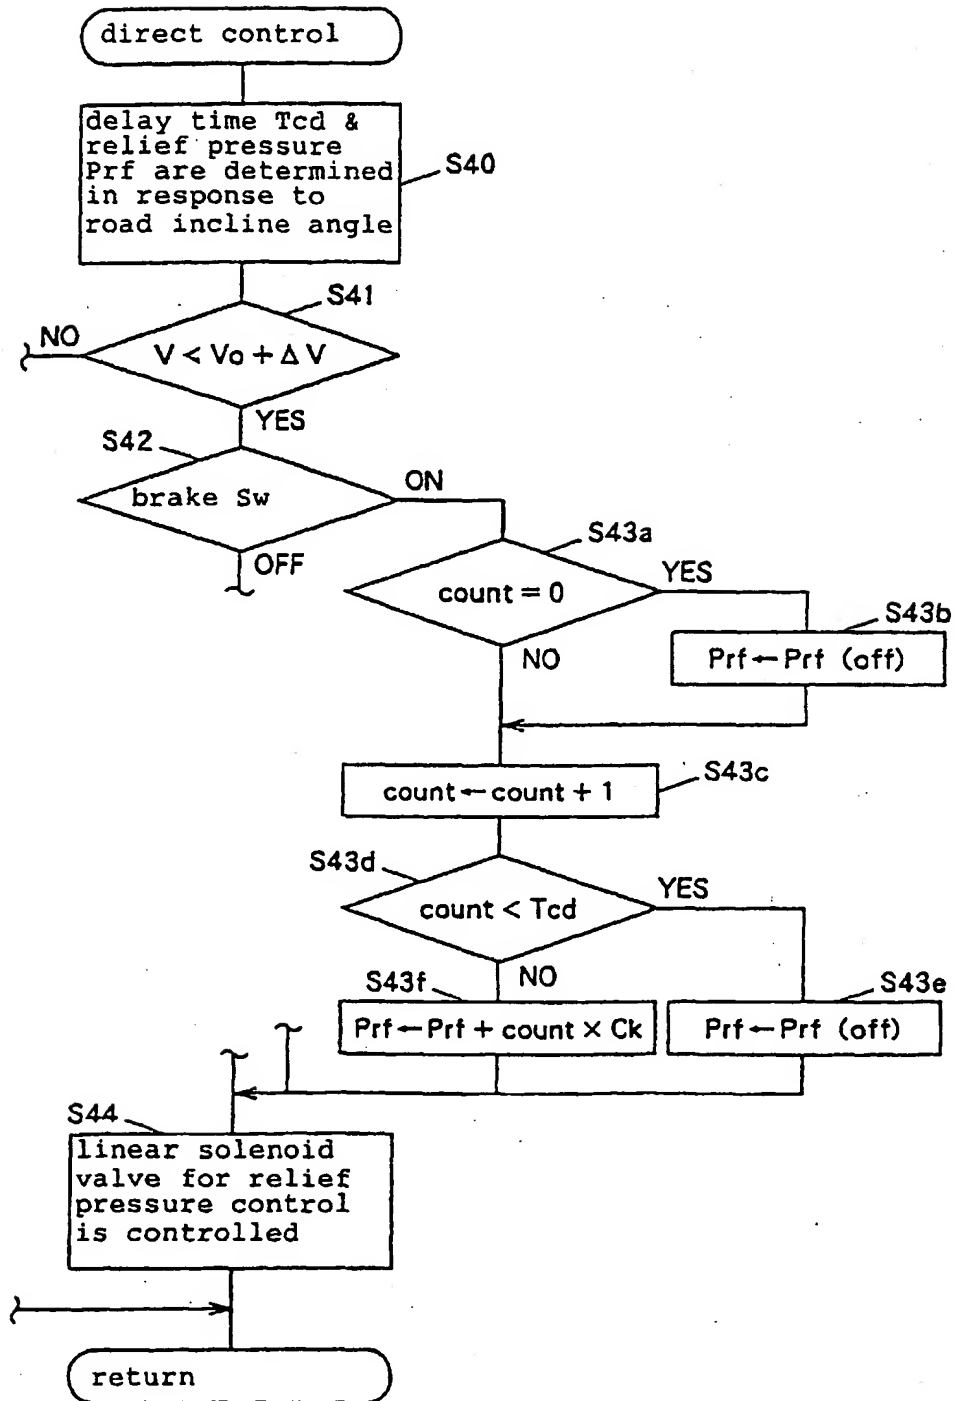 direct control
delay time Tcd &
relief pressure
Prf are determined
in response to
road incline angle
S40
S41
NO
V < Vo + Δ V
YES
S42
brake Sw
ON
OFF
S43a
count = 0
YES
S43b
Prf ← Prf (off)
NO
count ← count + 1
S43c
S43d
count < Tcd
YES
NO
S43f
S43e
Prf ← Prf + count × Ck
Prf ← Prf (off)
S44
linear solenoid
valve for relief
pressure control
is controlled
return